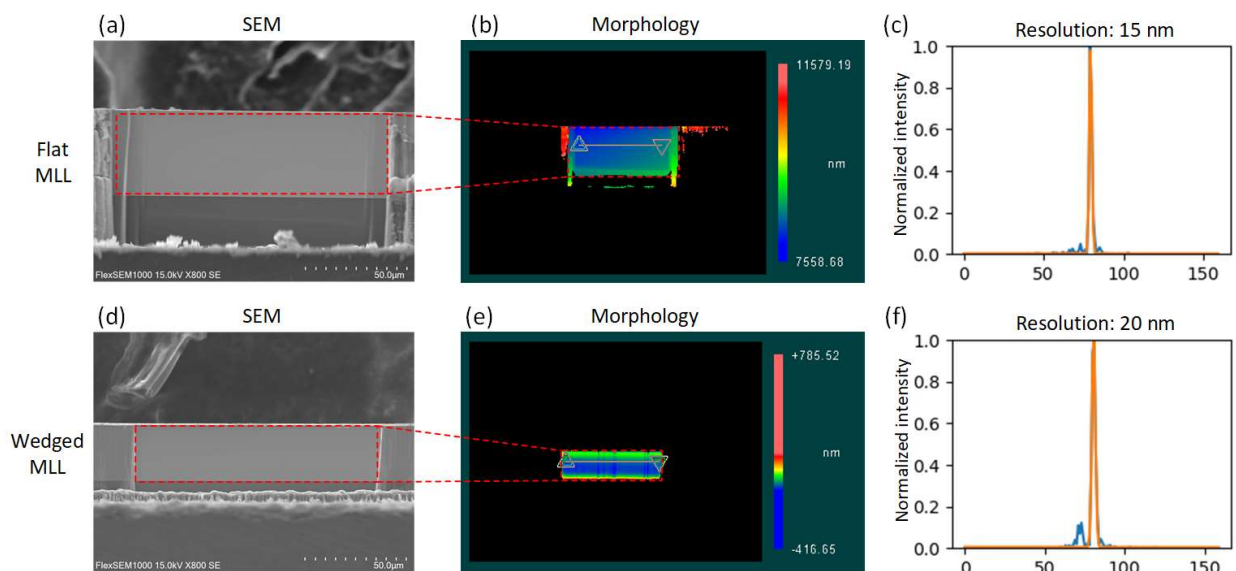 (a)
SEM
(b)
Morphology
(c)
Resolution: 15 nm
Flat
MLL
FlexSEM1000 15.0kV X800 SE
50.0μm
11579.19
nm
7558.68
Normalized intensity
1.0
0.8
0.6
0.4
0.2
0.0
0
50
100
150
(d)
SEM
(e)
Morphology
(f)
Resolution: 20 nm
Wedged
MLL
FlexSEM1000 15.0kV X800 SE
50.0μm
+785.52
nm
-416.65
Normalized intensity
1.0
0.8
0.6
0.4
0.2
0.0
0
50
100
150